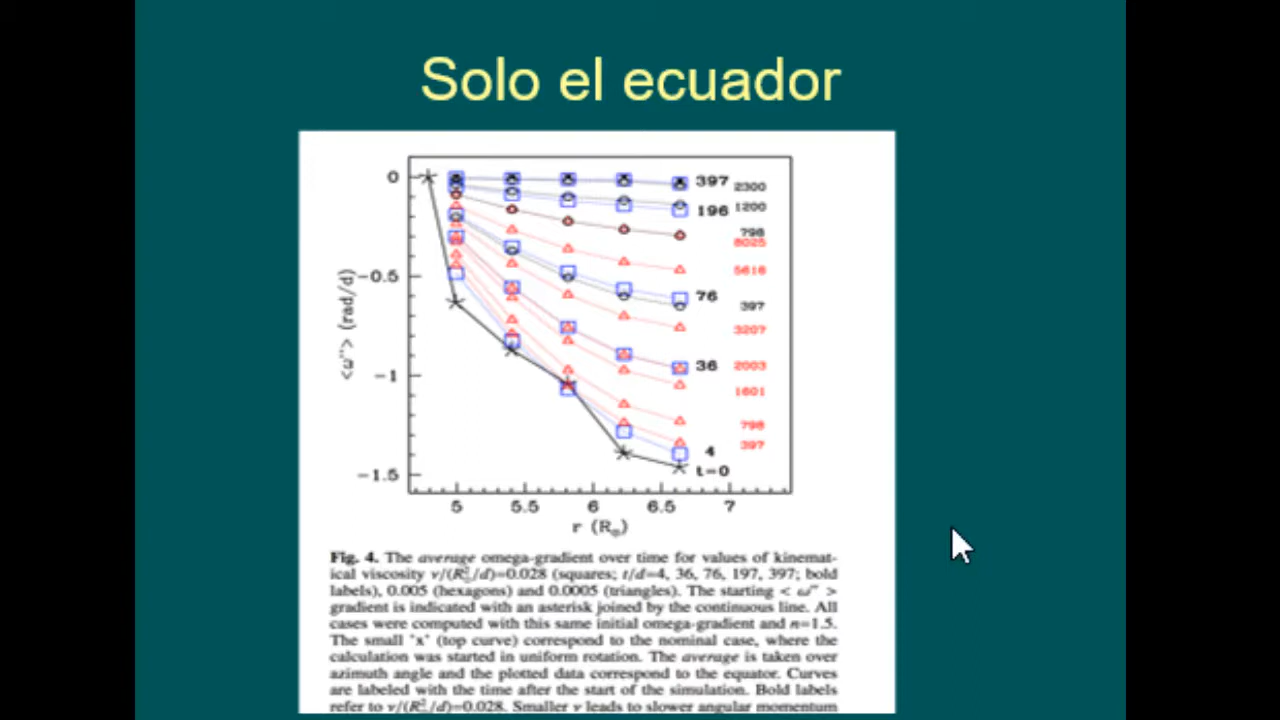 Solo el ecuador
0
−0.5
−1
−1.5
<ω''> (rad/d)
397 2300
196 1200
798
8025
5618
76
397
3207
36 2003
1601
798
4
397
t=0
5 5.5 6 6.5 7
r (R⊙)
Fig. 4. The average omega-gradient over time for values of kinemat-
ical viscosity ν/(R²⊙/d)=0.028 (squares; t/d=4, 36, 76, 197, 397; bold
labels), 0.005 (hexagons) and 0.0005 (triangles). The starting < ω'' >
gradient is indicated with an asterisk joined by the continuous line. All
cases were computed with this same initial omega-gradient and n=1.5.
The small 'x' (top curve) correspond to the nominal case, where the
calculation was started in uniform rotation. The average is taken over
azimuth angle and the plotted data correspond to the equator. Curves
are labeled with the time after the start of the simulation. Bold labels
refer to ν/(R²⊙/d)=0.028. Smaller ν leads to slower angular momentum